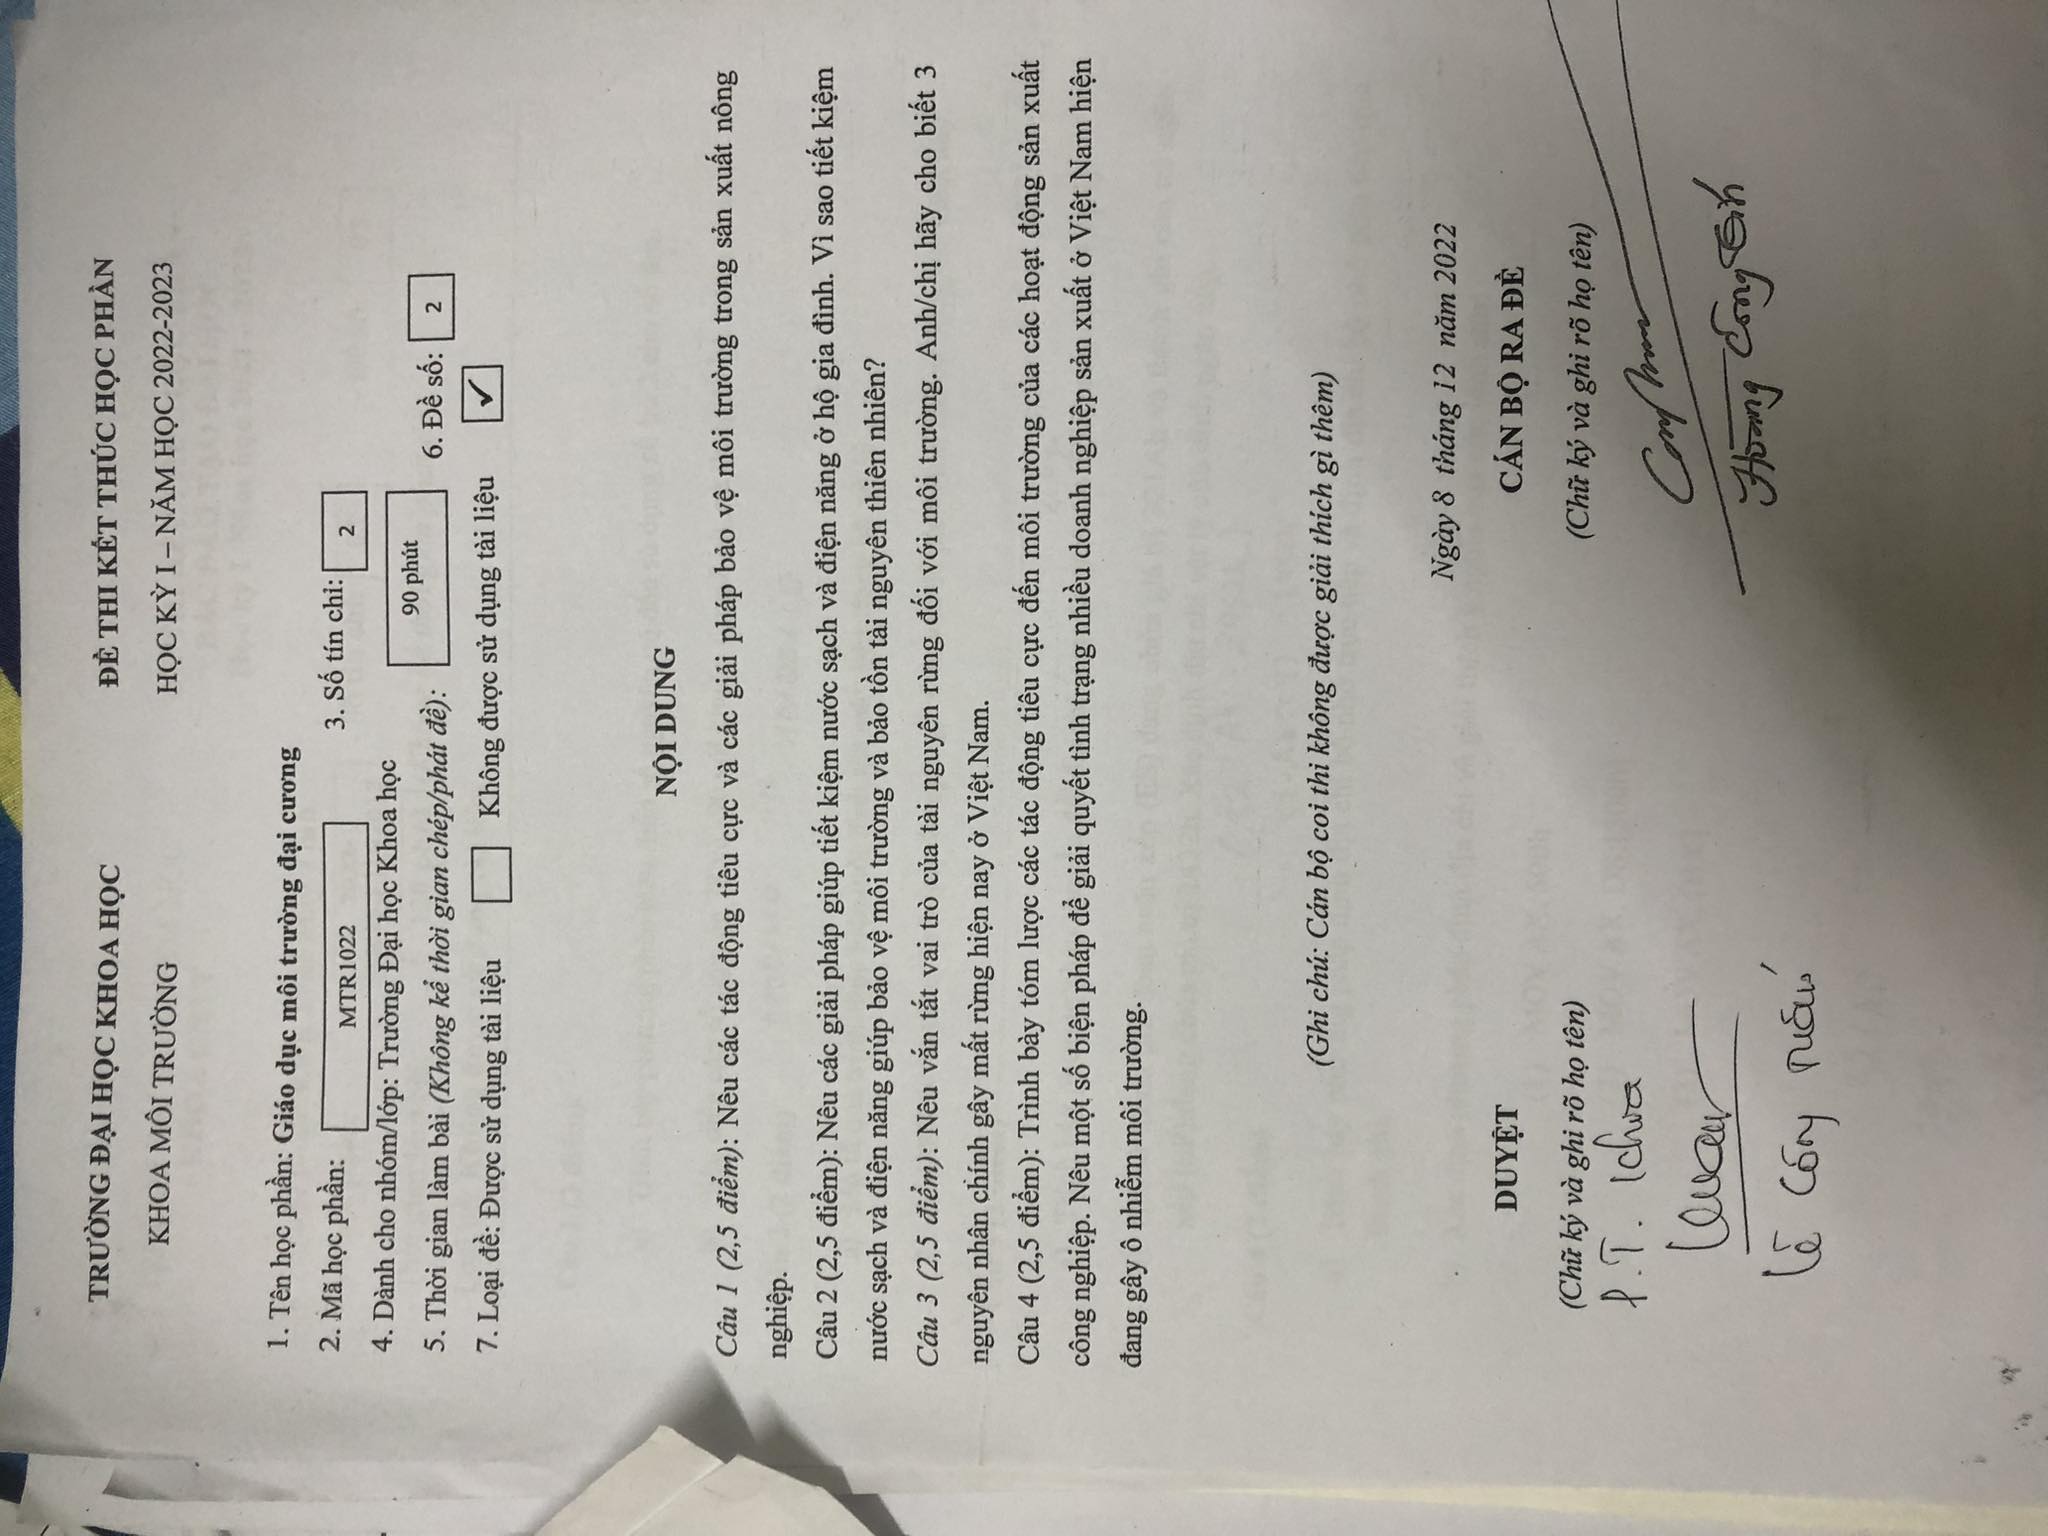 TRƯỜNG ĐẠI HỌC KHOA HỌC
KHOA MÔI TRƯỜNG
ĐỀ THI KẾT THÚC HỌC PHẦN
HỌC KỲ I – NĂM HỌC 2022-2023
1. Tên học phần: Giáo dục môi trường đại cương
2. Mã học phần: MTR1022 3. Số tín chỉ: 2
4. Dành cho nhóm/lớp: Trường Đại học Khoa học
5. Thời gian làm bài (Không kể thời gian chép/phát đề): 90 phút 6. Đề số: 2
7. Loại đề: Được sử dụng tài liệu Không được sử dụng tài liệu ✓
NỘI DUNG
Câu 1 (2,5 điểm): Nêu các tác động tiêu cực và các giải pháp bảo vệ môi trường trong sản xuất nông
nghiệp.
Câu 2 (2,5 điểm): Nêu các giải pháp giúp tiết kiệm nước sạch và điện năng ở hộ gia đình. Vì sao tiết kiệm
nước sạch và điện năng giúp bảo vệ môi trường và bảo tồn tài nguyên thiên nhiên?
Câu 3 (2,5 điểm): Nêu vắn tắt vai trò của tài nguyên rừng đối với môi trường. Anh/chị hãy cho biết 3
nguyên nhân chính gây mất rừng hiện nay ở Việt Nam.
Câu 4 (2,5 điểm): Trình bày tóm lược các tác động tiêu cực đến môi trường của các hoạt động sản xuất
công nghiệp. Nêu một số biện pháp để giải quyết tình trạng nhiều doanh nghiệp sản xuất ở Việt Nam hiện
đang gây ô nhiễm môi trường.
(Ghi chú: Cán bộ coi thi không được giải thích gì thêm)
Ngày 8 tháng 12 năm 2022
DUYỆT
(Chữ ký và ghi rõ họ tên)
P.T. Khoa
Lê Công
CÁN BỘ RA ĐỀ
(Chữ ký và ghi rõ họ tên)
Hoàng Công Tín